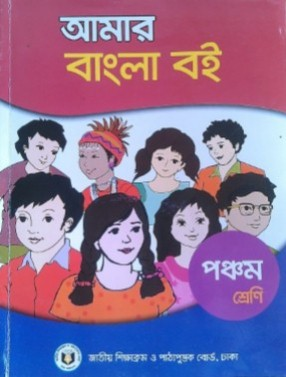 আমার
বাংলা বই
পঞ্চম
শ্রেণি
জাতীয় শিক্ষাক্রম ও পাঠ্যপুস্তক বোর্ড, ঢাকা